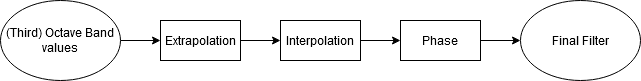 (Third) Octave Band
values
Extrapolation
Interpolation
Phase
Final Filter